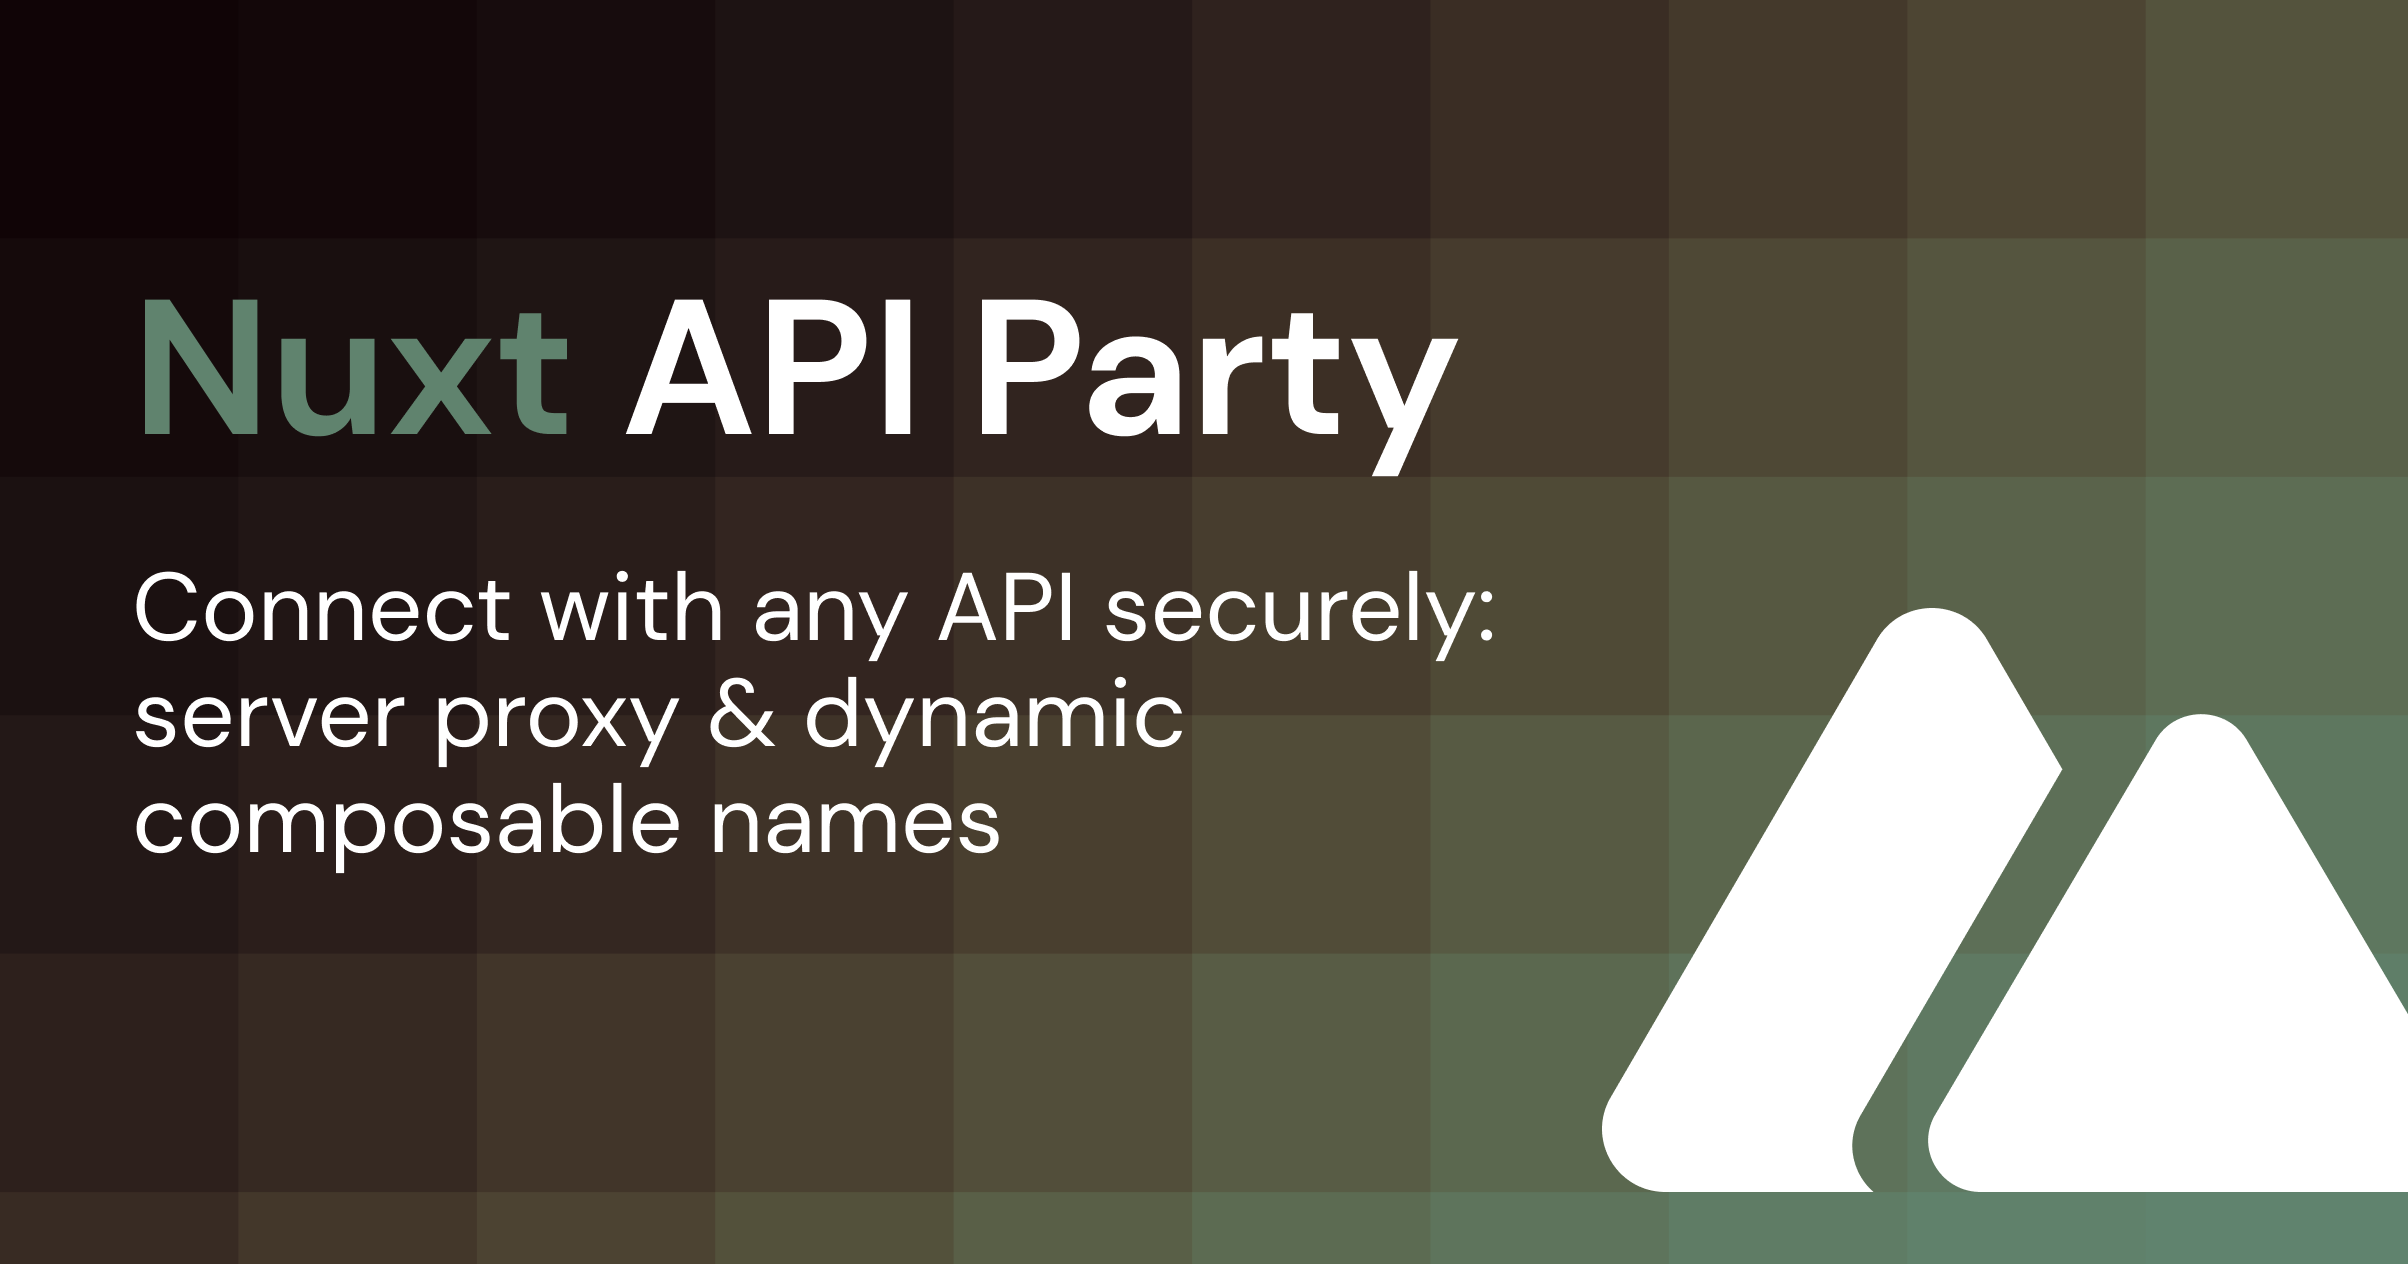 Nuxt API Party
Connect with any API securely:
server proxy & dynamic
composable names